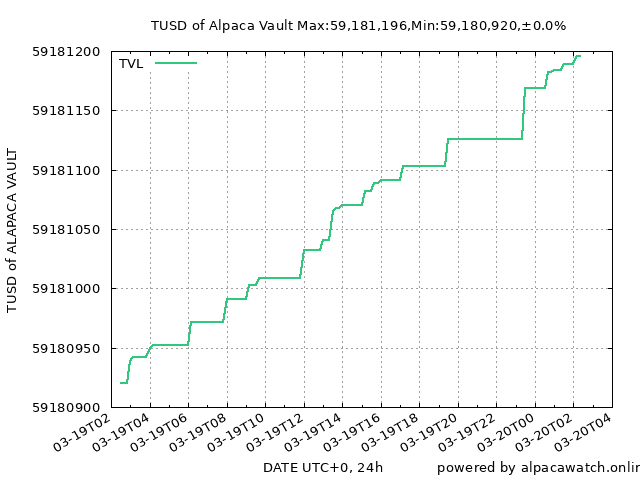 TUSD of Alpaca Vault Max:59,181,196,Min:59,180,920,±0.0%
TVL
59181200
59181150
59181100
59181050
59181000
59180950
59180900
TUSD of ALAPACA VAULT
03-19T02
03-19T04
03-19T06
03-19T08
03-19T10
03-19T12
03-19T14
03-19T16
03-19T18
03-19T20
03-19T22
03-20T00
03-20T02
03-20T04
DATE UTC+0, 24h
powered by alpacawatch.onlin